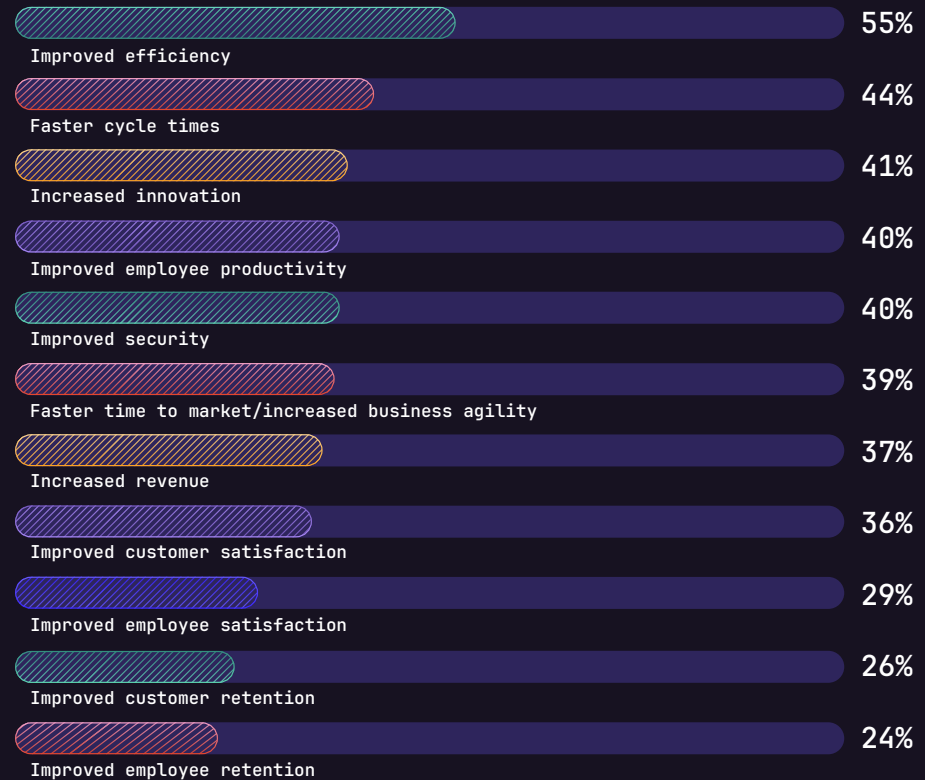 55%
Improved efficiency
44%
Faster cycle times
41%
Increased innovation
40%
Improved employee productivity
40%
Improved security
39%
Faster time to market/increased business agility
37%
Increased revenue
36%
Improved customer satisfaction
29%
Improved employee satisfaction
26%
Improved customer retention
24%
Improved employee retention